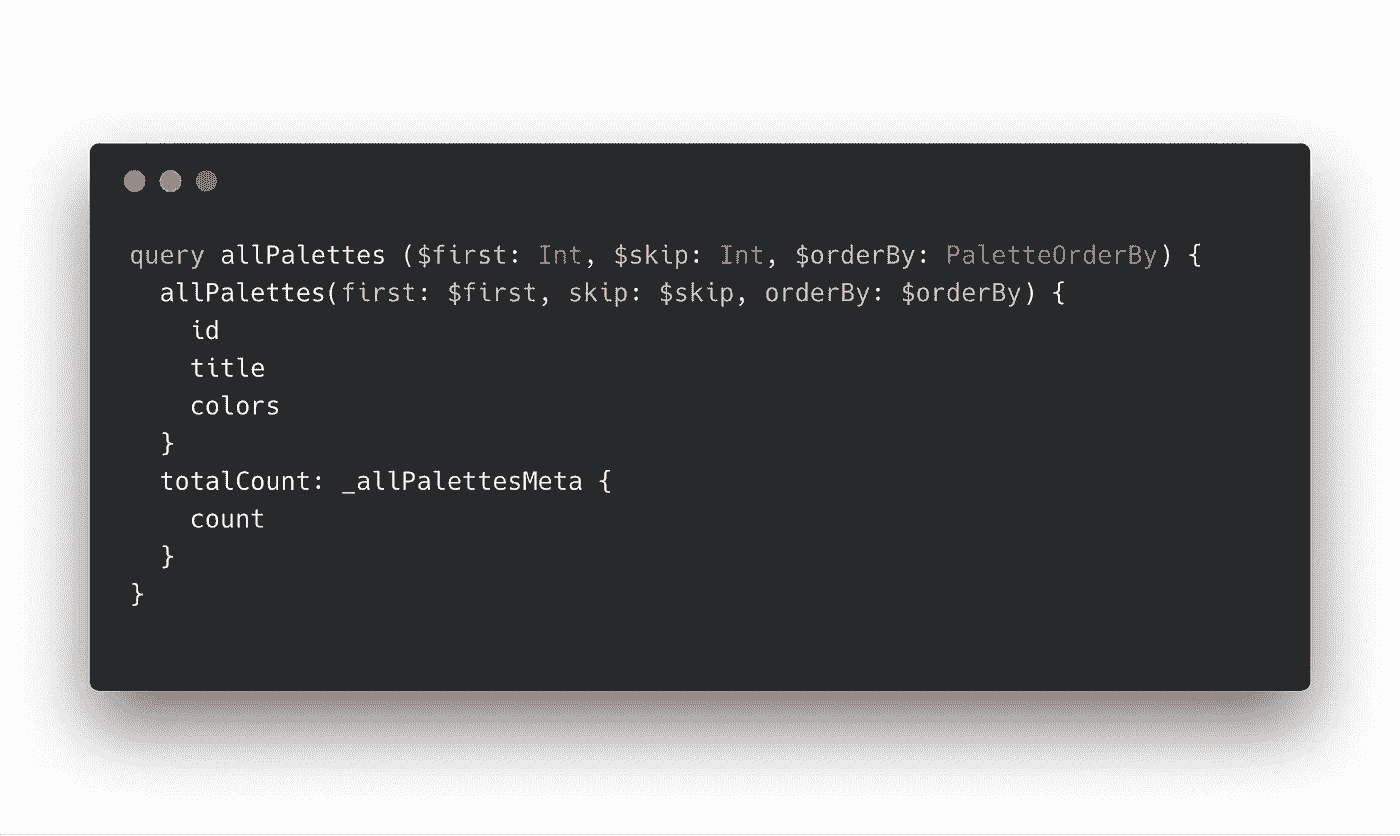 query allPalettes ($first: Int, $skip: Int, $orderBy: PaletteOrderBy) {
  allPalettes(first: $first, skip: $skip, orderBy: $orderBy) {
    id
    title
    colors
  }
  totalCount: _allPalettesMeta {
    count
  }
}